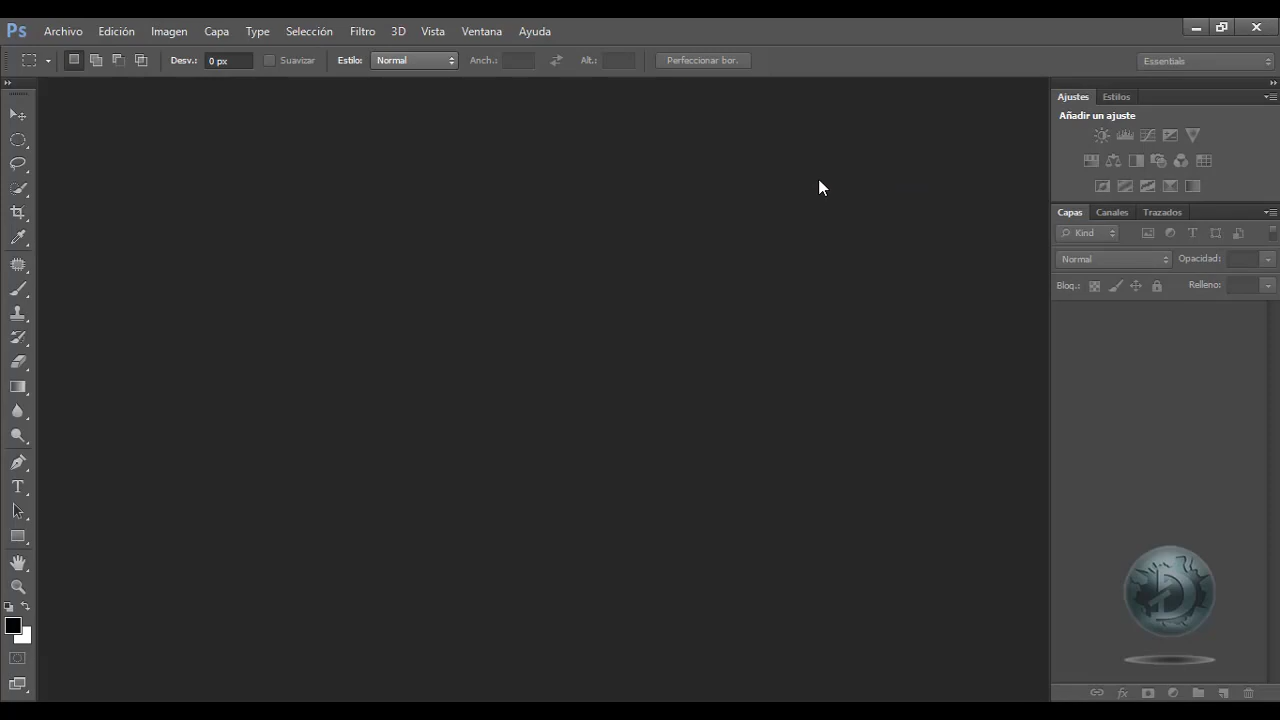 Ps Archivo Edición Imagen Capa Type Selección Filtro 3D Vista Ventana Ayuda
Desv.: 0 px Suavizar Estilo: Normal Anch.: Alt.: Perfeccionar bor. Essentials
Ajustes Estilos
Añadir un ajuste
Capas Canales Trazados
Kind
Normal Opacidad:
Bloq.: Relleno: